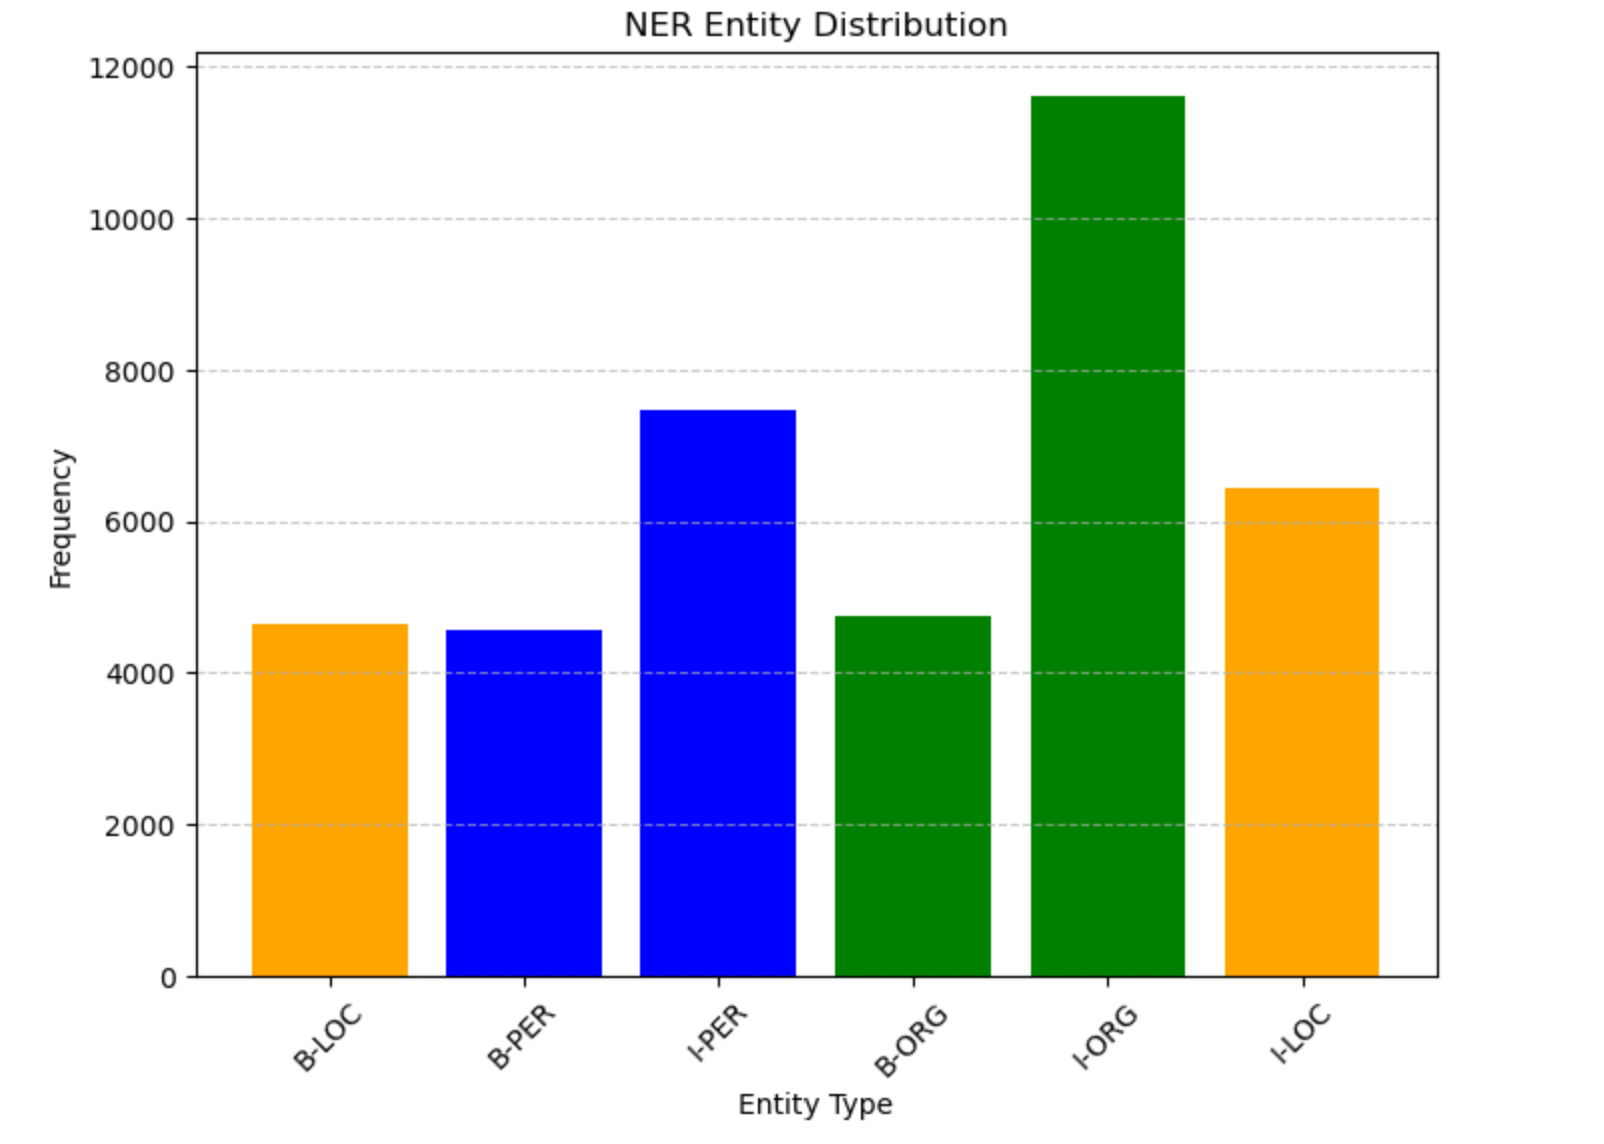 NER Entity Distribution
12000
10000
8000
6000
4000
2000
0
Frequency
B-LOC
B-PER
I-PER
B-ORG
I-ORG
I-LOC
Entity Type